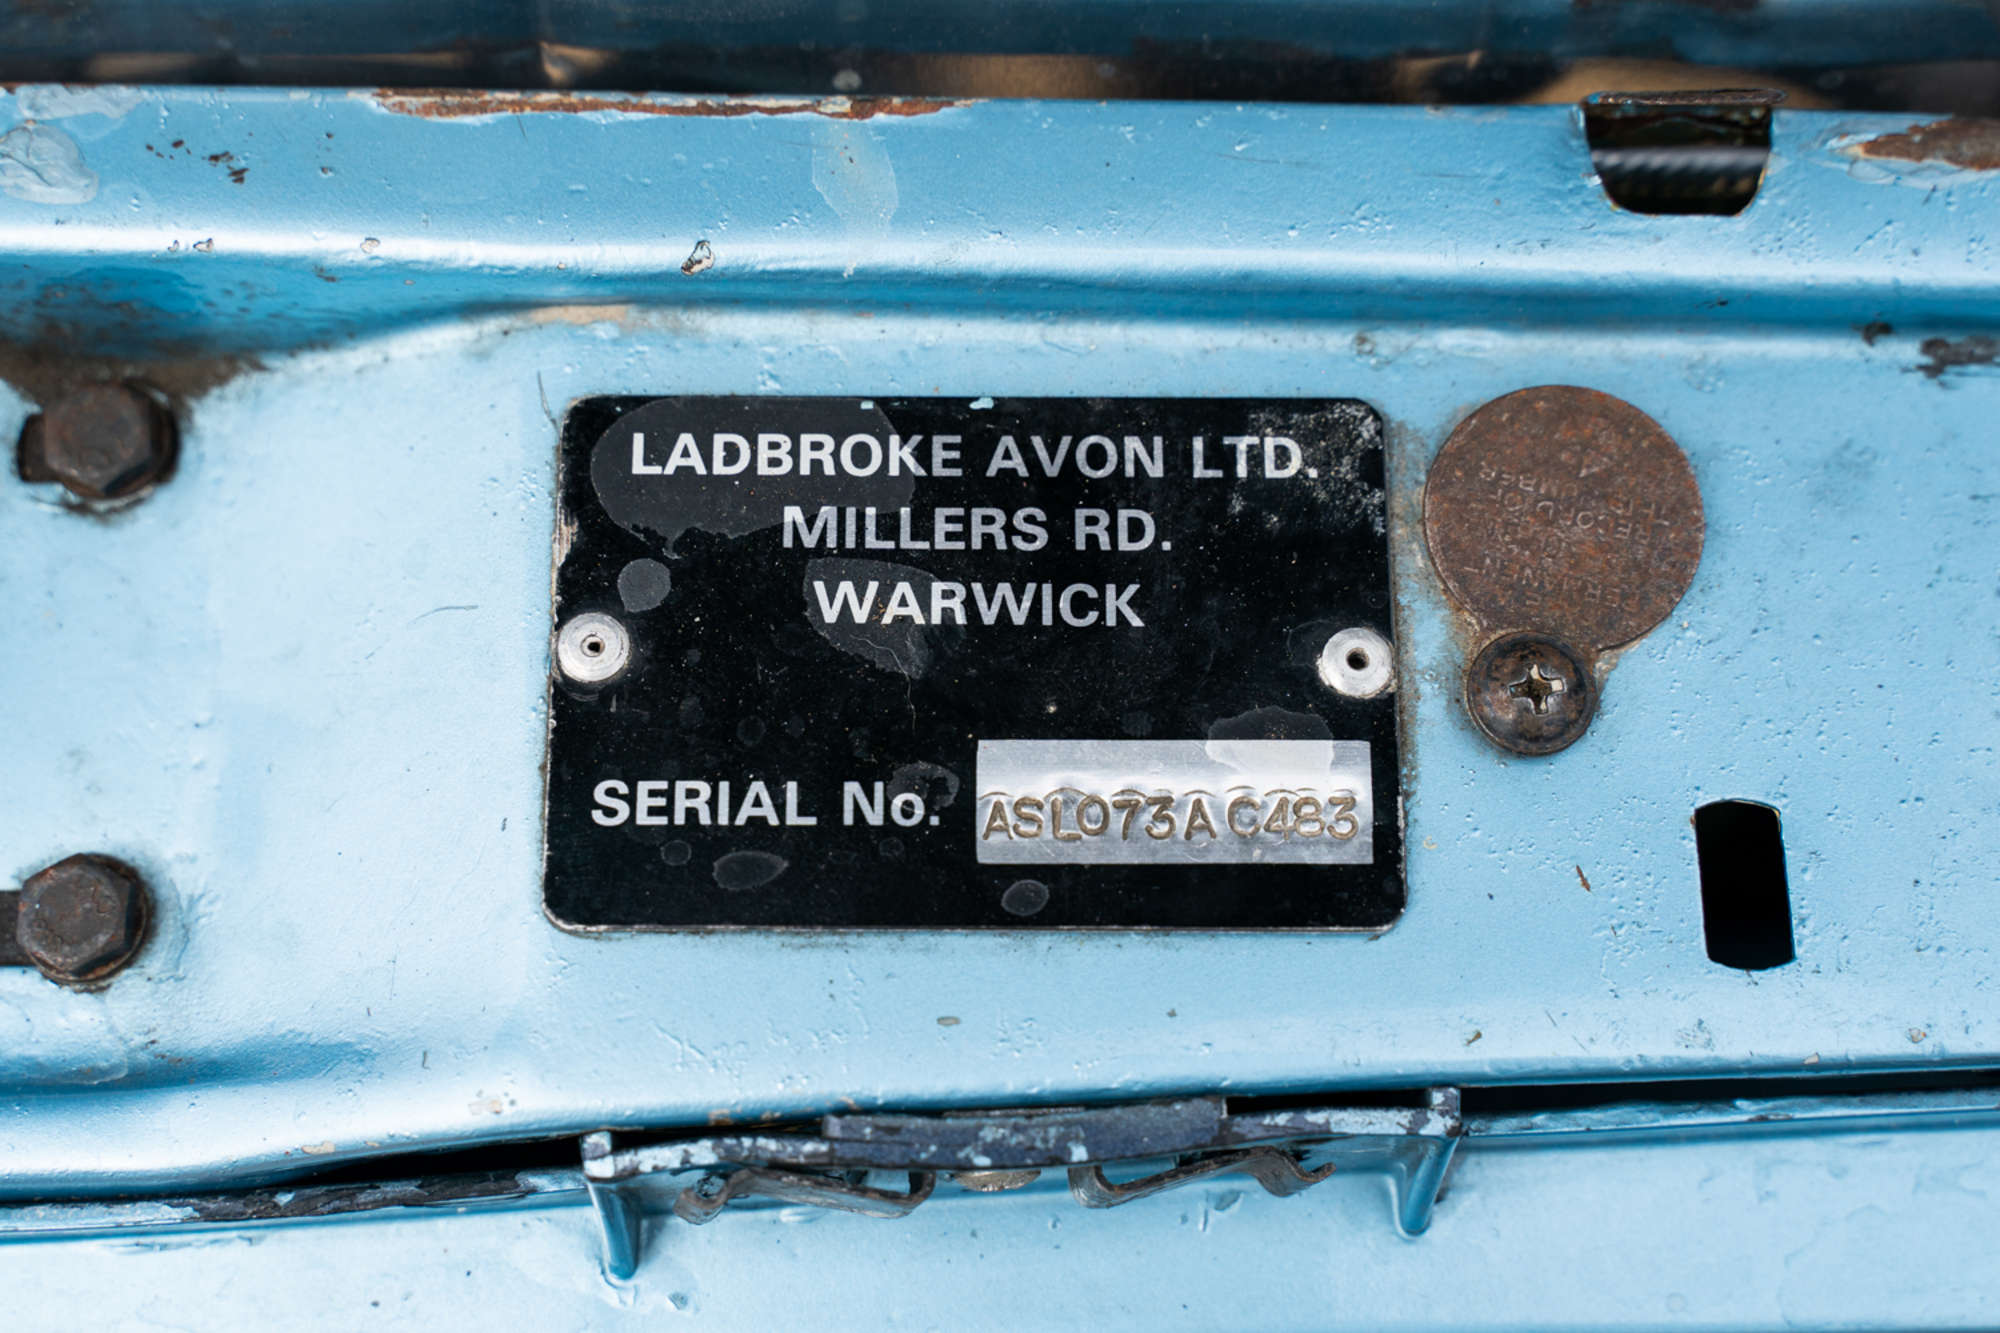 LADBROKE AVON LTD.
MILLERS RD.
WARWICK
SERIAL No. ASL073A C483